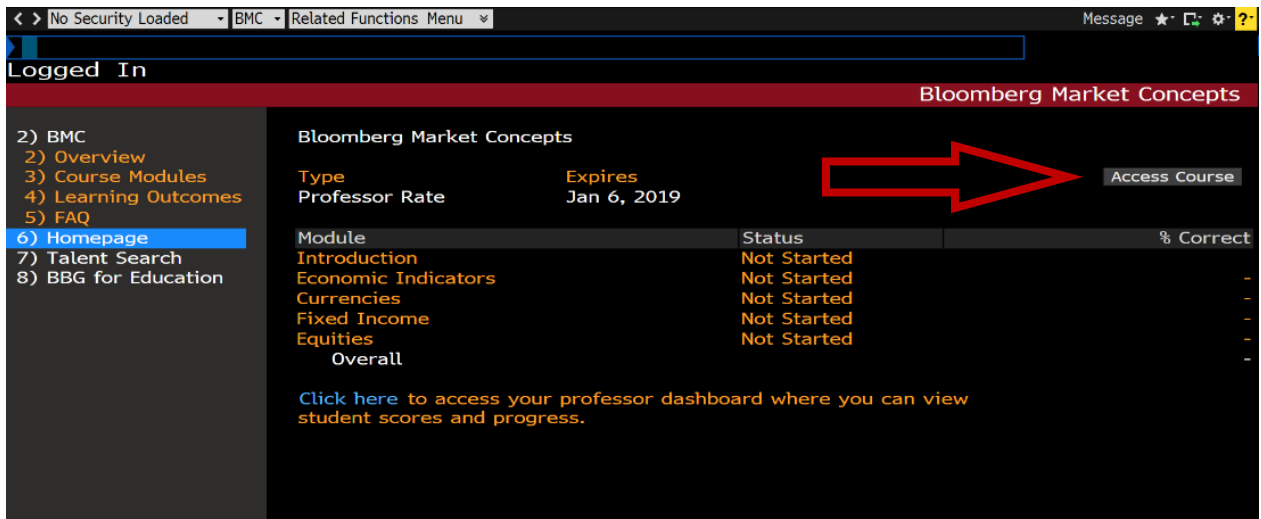 < > No Security Loaded BMC Related Functions Menu Message ?
Logged In
Bloomberg Market Concepts
2) BMC
2) Overview
3) Course Modules
4) Learning Outcomes
5) FAQ
6) Homepage
7) Talent Search
8) BBG for Education
Bloomberg Market Concepts
Type Expires
Professor Rate Jan 6, 2019
Access Course
Module Status % Correct
Introduction Not Started
Economic Indicators Not Started -
Currencies Not Started -
Fixed Income Not Started -
Equities Not Started -
Overall -
Click here to access your professor dashboard where you can view
student scores and progress.